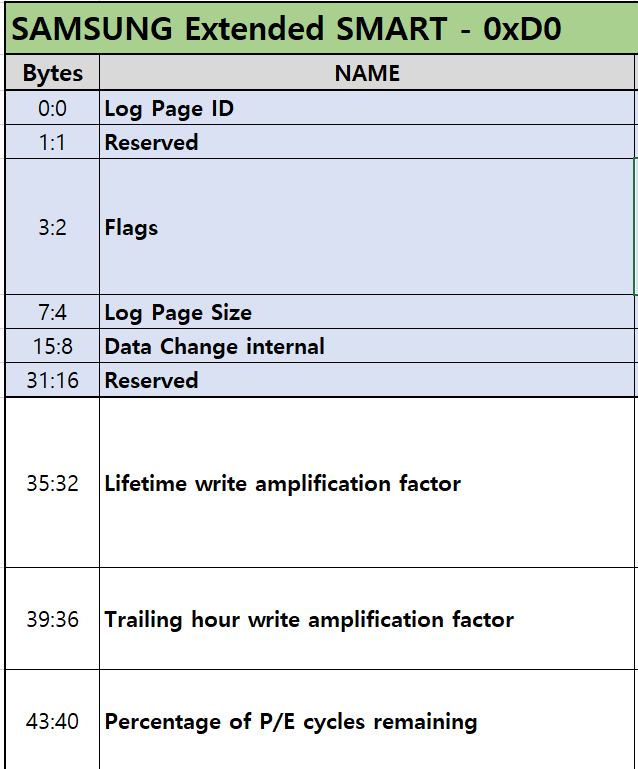 SAMSUNG Extended SMART - 0xD0
Bytes NAME
0:0 Log Page ID
1:1 Reserved
3:2 Flags
7:4 Log Page Size
15:8 Data Change internal
31:16 Reserved
35:32 Lifetime write amplification factor
39:36 Trailing hour write amplification factor
43:40 Percentage of P/E cycles remaining